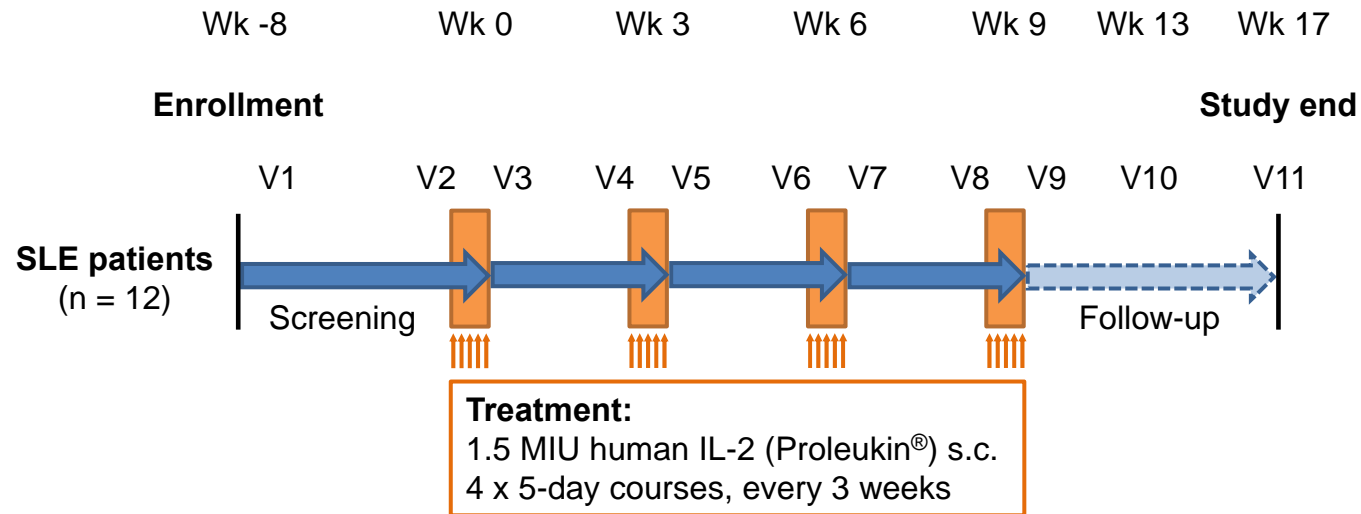 Wk -8 Wk 0 Wk 3 Wk 6 Wk 9 Wk 13 Wk 17
Enrollment Study end
V1 V2 V3 V4 V5 V6 V7 V8 V9 V10 V11
SLE patients
(n = 12)
Screening Follow-up
Treatment:
1.5 MIU human IL-2 (Proleukin®) s.c.
4 x 5-day courses, every 3 weeks